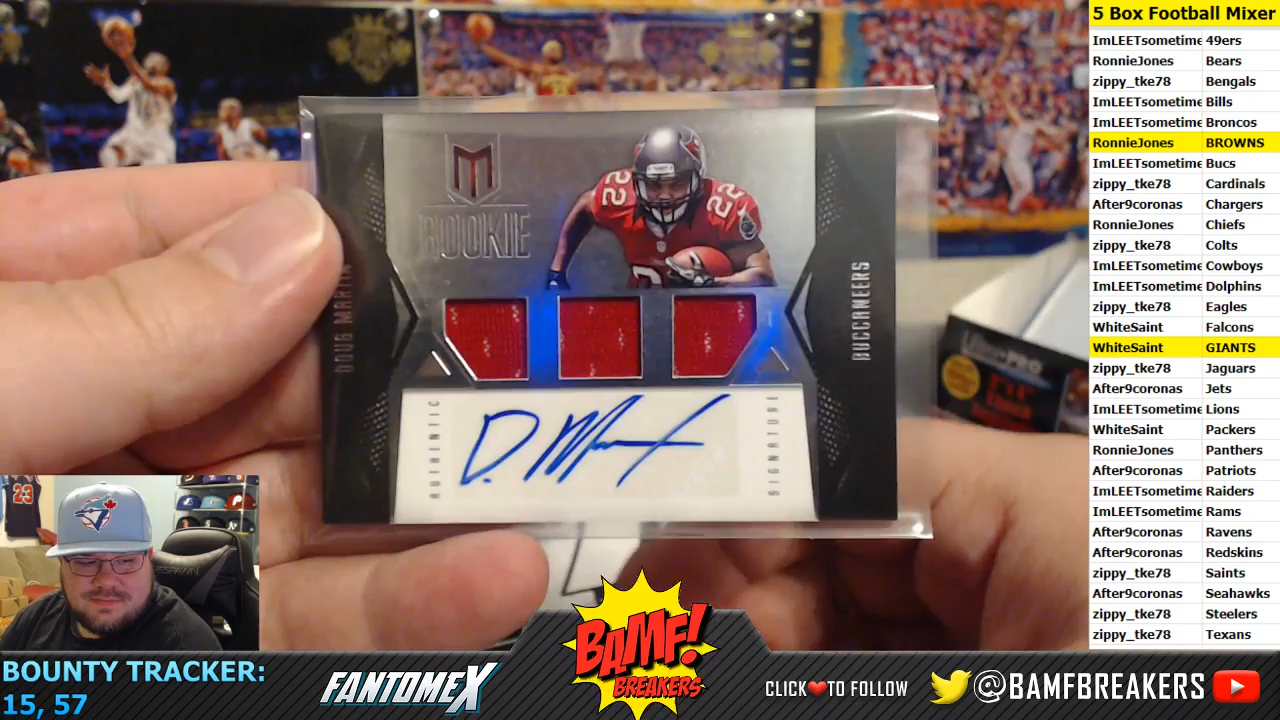 5 Box Football Mixer
ImLEETsometime 49ers
RonnieJones Bears
zippy_tke78 Bengals
ImLEETsometime Bills
ImLEETsometime Broncos
RonnieJones BROWNS
ImLEETsometime Bucs
zippy_tke78 Cardinals
After9coronas Chargers
RonnieJones Chiefs
zippy_tke78 Colts
ImLEETsometime Cowboys
ImLEETsometime Dolphins
zippy_tke78 Eagles
WhiteSaint Falcons
WhiteSaint GIANTS
zippy_tke78 Jaguars
After9coronas Jets
ImLEETsometime Lions
WhiteSaint Packers
RonnieJones Panthers
After9coronas Patriots
ImLEETsometime Raiders
ImLEETsometime Rams
After9coronas Ravens
After9coronas Redskins
zippy_tke78 Saints
After9coronas Seahawks
zippy_tke78 Steelers
zippy_tke78 Texans
M
ROOKIE
22
22
DOUG MARTIN
BUCCANEERS
AUTHENTIC
SIGNATURE
D. M
23
RESPAWN
BOUNTY TRACKER:
15, 57
FANTOMEX
BAMF!
BREAKERS
CLICK TO FOLLOW
@BAMFBREAKERS